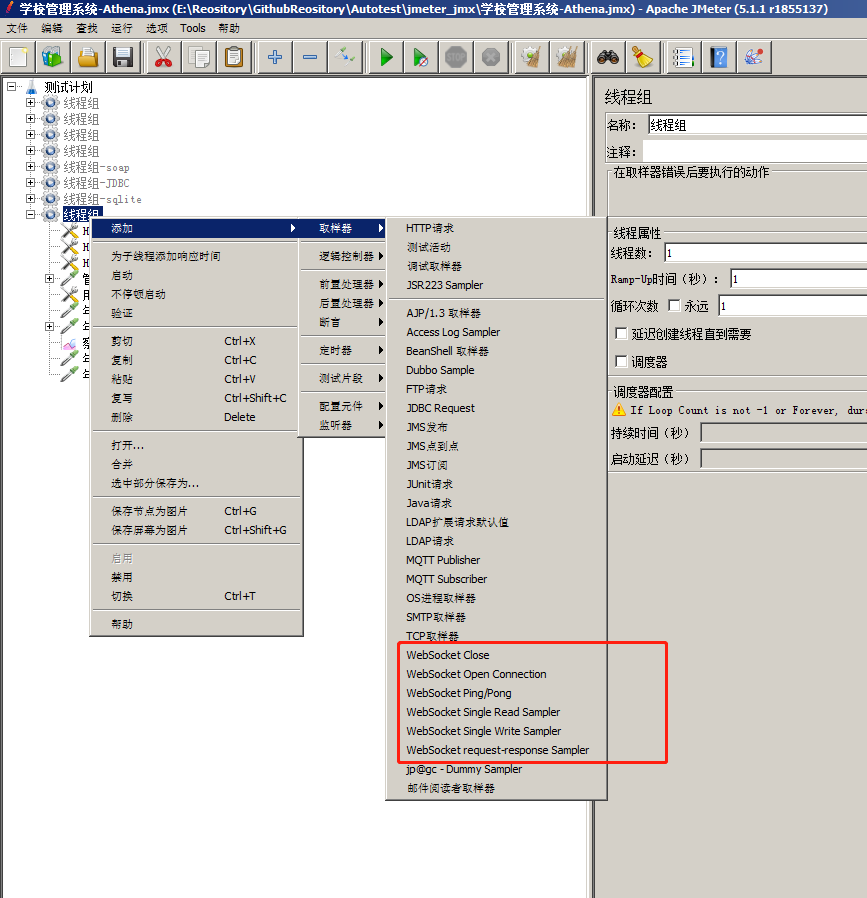 学校管理系统-Athena.jmx (E:\Reository\GithubReository\Autotest\jmeter_jmx\学校管理系统-Athena.jmx) - Apache JMeter (5.1.1 r1855137)
文件 编辑 查找 运行 选项 Tools 帮助
测试计划
线程组
线程组
线程组
线程组
线程组-soap
线程组-JDBC
线程组-sqlite
线程组
添加
为子线程添加响应时间
启动
不停顿启动
验证
剪切 Ctrl+X
复制 Ctrl+C
粘贴 Ctrl+V
复写 Ctrl+Shift+C
删除 Delete
打开...
合并
选中部分保存为...
保存节点为图片 Ctrl+G
保存屏幕为图片 Ctrl+Shift+G
启用
禁用
切换 Ctrl+T
帮助
取样器
逻辑控制器
前置处理器
后置处理器
断言
定时器
测试片段
配置元件
监听器
HTTP请求
测试活动
调试取样器
JSR223 Sampler
AJP/1.3 取样器
Access Log Sampler
BeanShell 取样器
Dubbo Sample
FTP请求
JDBC Request
JMS发布
JMS点到点
JMS订阅
JUnit请求
Java请求
LDAP扩展请求默认值
LDAP请求
MQTT Publisher
MQTT Subscriber
OS进程取样器
SMTP取样器
TCP取样器
WebSocket Close
WebSocket Open Connection
WebSocket Ping/Pong
WebSocket Single Read Sampler
WebSocket Single Write Sampler
WebSocket request-response Sampler
jp@gc - Dummy Sampler
邮件阅读者取样器
线程组
名称： 线程组
注释：
在取样器错误后要执行的动作
线程属性
线程数： 1
Ramp-Up时间（秒）： 1
循环次数 永远 1
延迟创建线程直到需要
调度器
调度器配置
If Loop Count is not -1 or Forever,
持续时间（秒）
启动延迟（秒）